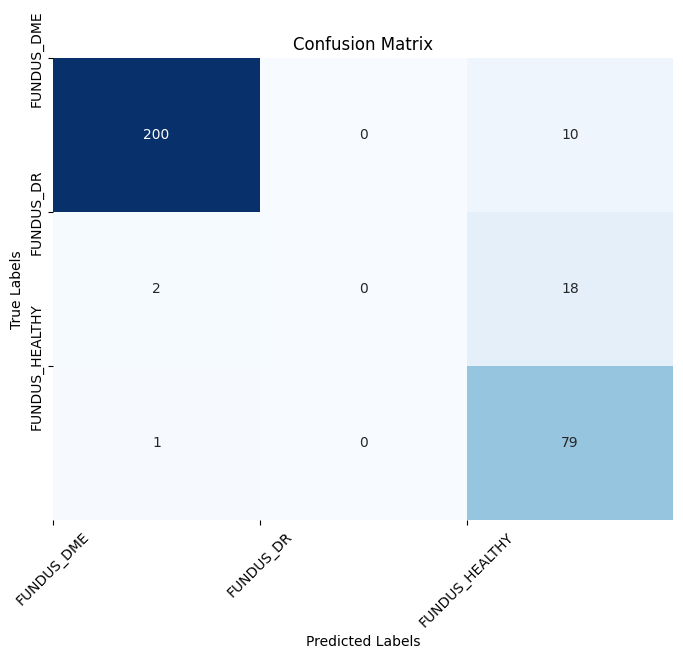 Confusion Matrix
True Labels
FUNDUS_DME
200 0 10
FUNDUS_DR
2 0 18
FUNDUS_HEALTHY
1 0 79
FUNDUS_DME
FUNDUS_DR
FUNDUS_HEALTHY
Predicted Labels